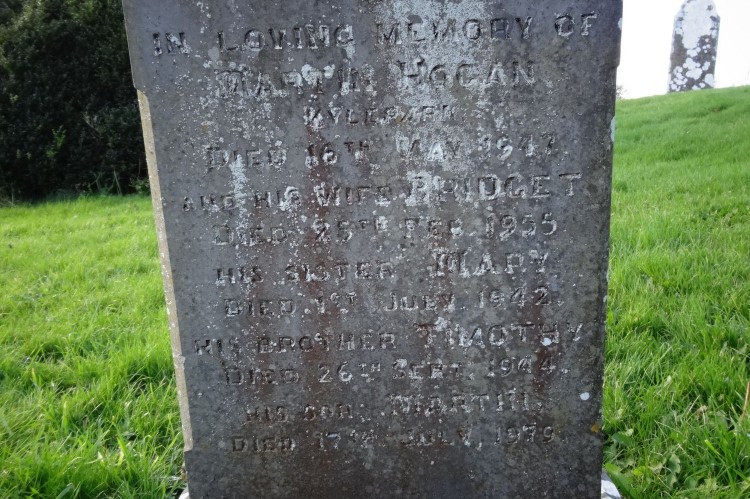 IN LOVING MEMORY OF
MARTIN HOGAN
MYLEPARK
DIED 16TH MAY 1947.
AND HIS WIFE BRIDGET
DIED 25TH FEB. 1955
HIS SISTER MARY.
DIED 1ST JULY. 1942.
HIS BROTHER TIMOTHY
DIED 26TH SEPT. 1944.
HIS SON MARTIN.
DIED 17TH JULY, 1979.